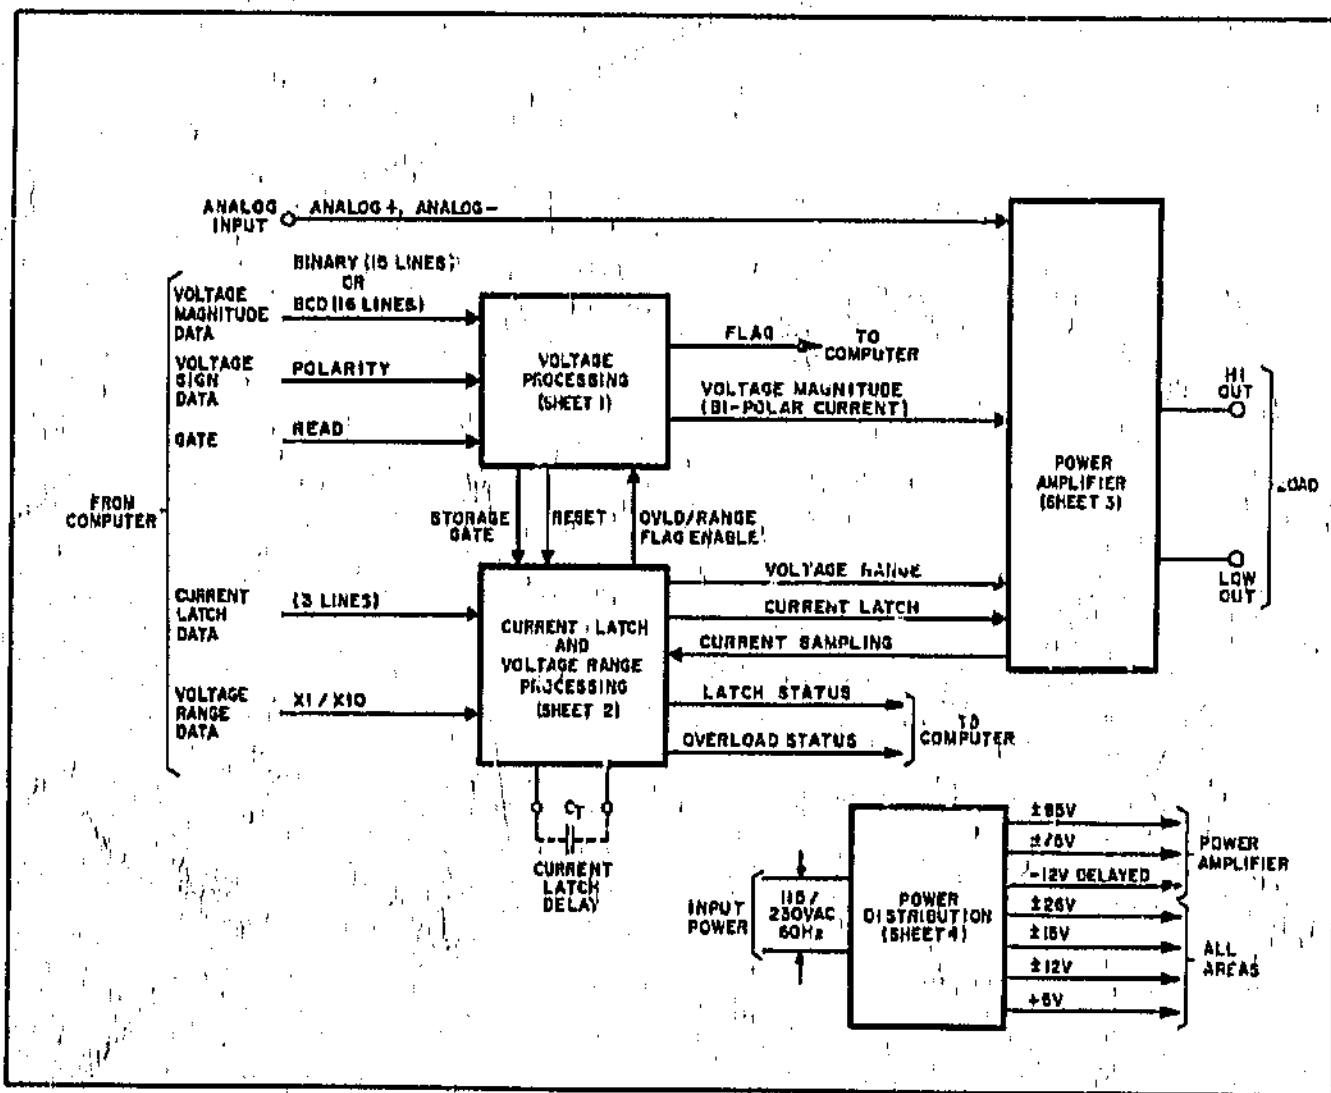 ANALOG
INPUT
ANALOG +, ANALOG -
BINARY (15 LINES)
OR
BCD (16 LINES)
VOLTAGE
MAGNITUDE
DATA
VOLTAGE
SIGN
DATA
POLARITY
GATE
READ
VOLTAGE
PROCESSING
(SHEET 1)
FLAG
TO
COMPUTER
VOLTAGE MAGNITUDE
(BI-POLAR CURRENT)
POWER
AMPLIFIER
(SHEET 3)
HI
OUT
LOAD
LOW
OUT
FROM
COMPUTER
STORAGE
GATE
RESET
OVLD/RANGE
FLAG ENABLE
CURRENT
LATCH
DATA
(3 LINES)
VOLTAGE
RANGE
DATA
X1 / X10
CURRENT LATCH
AND
VOLTAGE RANGE
PROCESSING
(SHEET 2)
VOLTAGE RANGE
CURRENT LATCH
CURRENT SAMPLING
LATCH STATUS
OVERLOAD STATUS
TO
COMPUTER
CT
CURRENT
LATCH
DELAY
INPUT
POWER
115 /
230VAC
60Hz
POWER
DISTRIBUTION
(SHEET 4)
-12V DELAYED
±26V
±15V
±12V
POWER
AMPLIFIER
ALL
AREAS